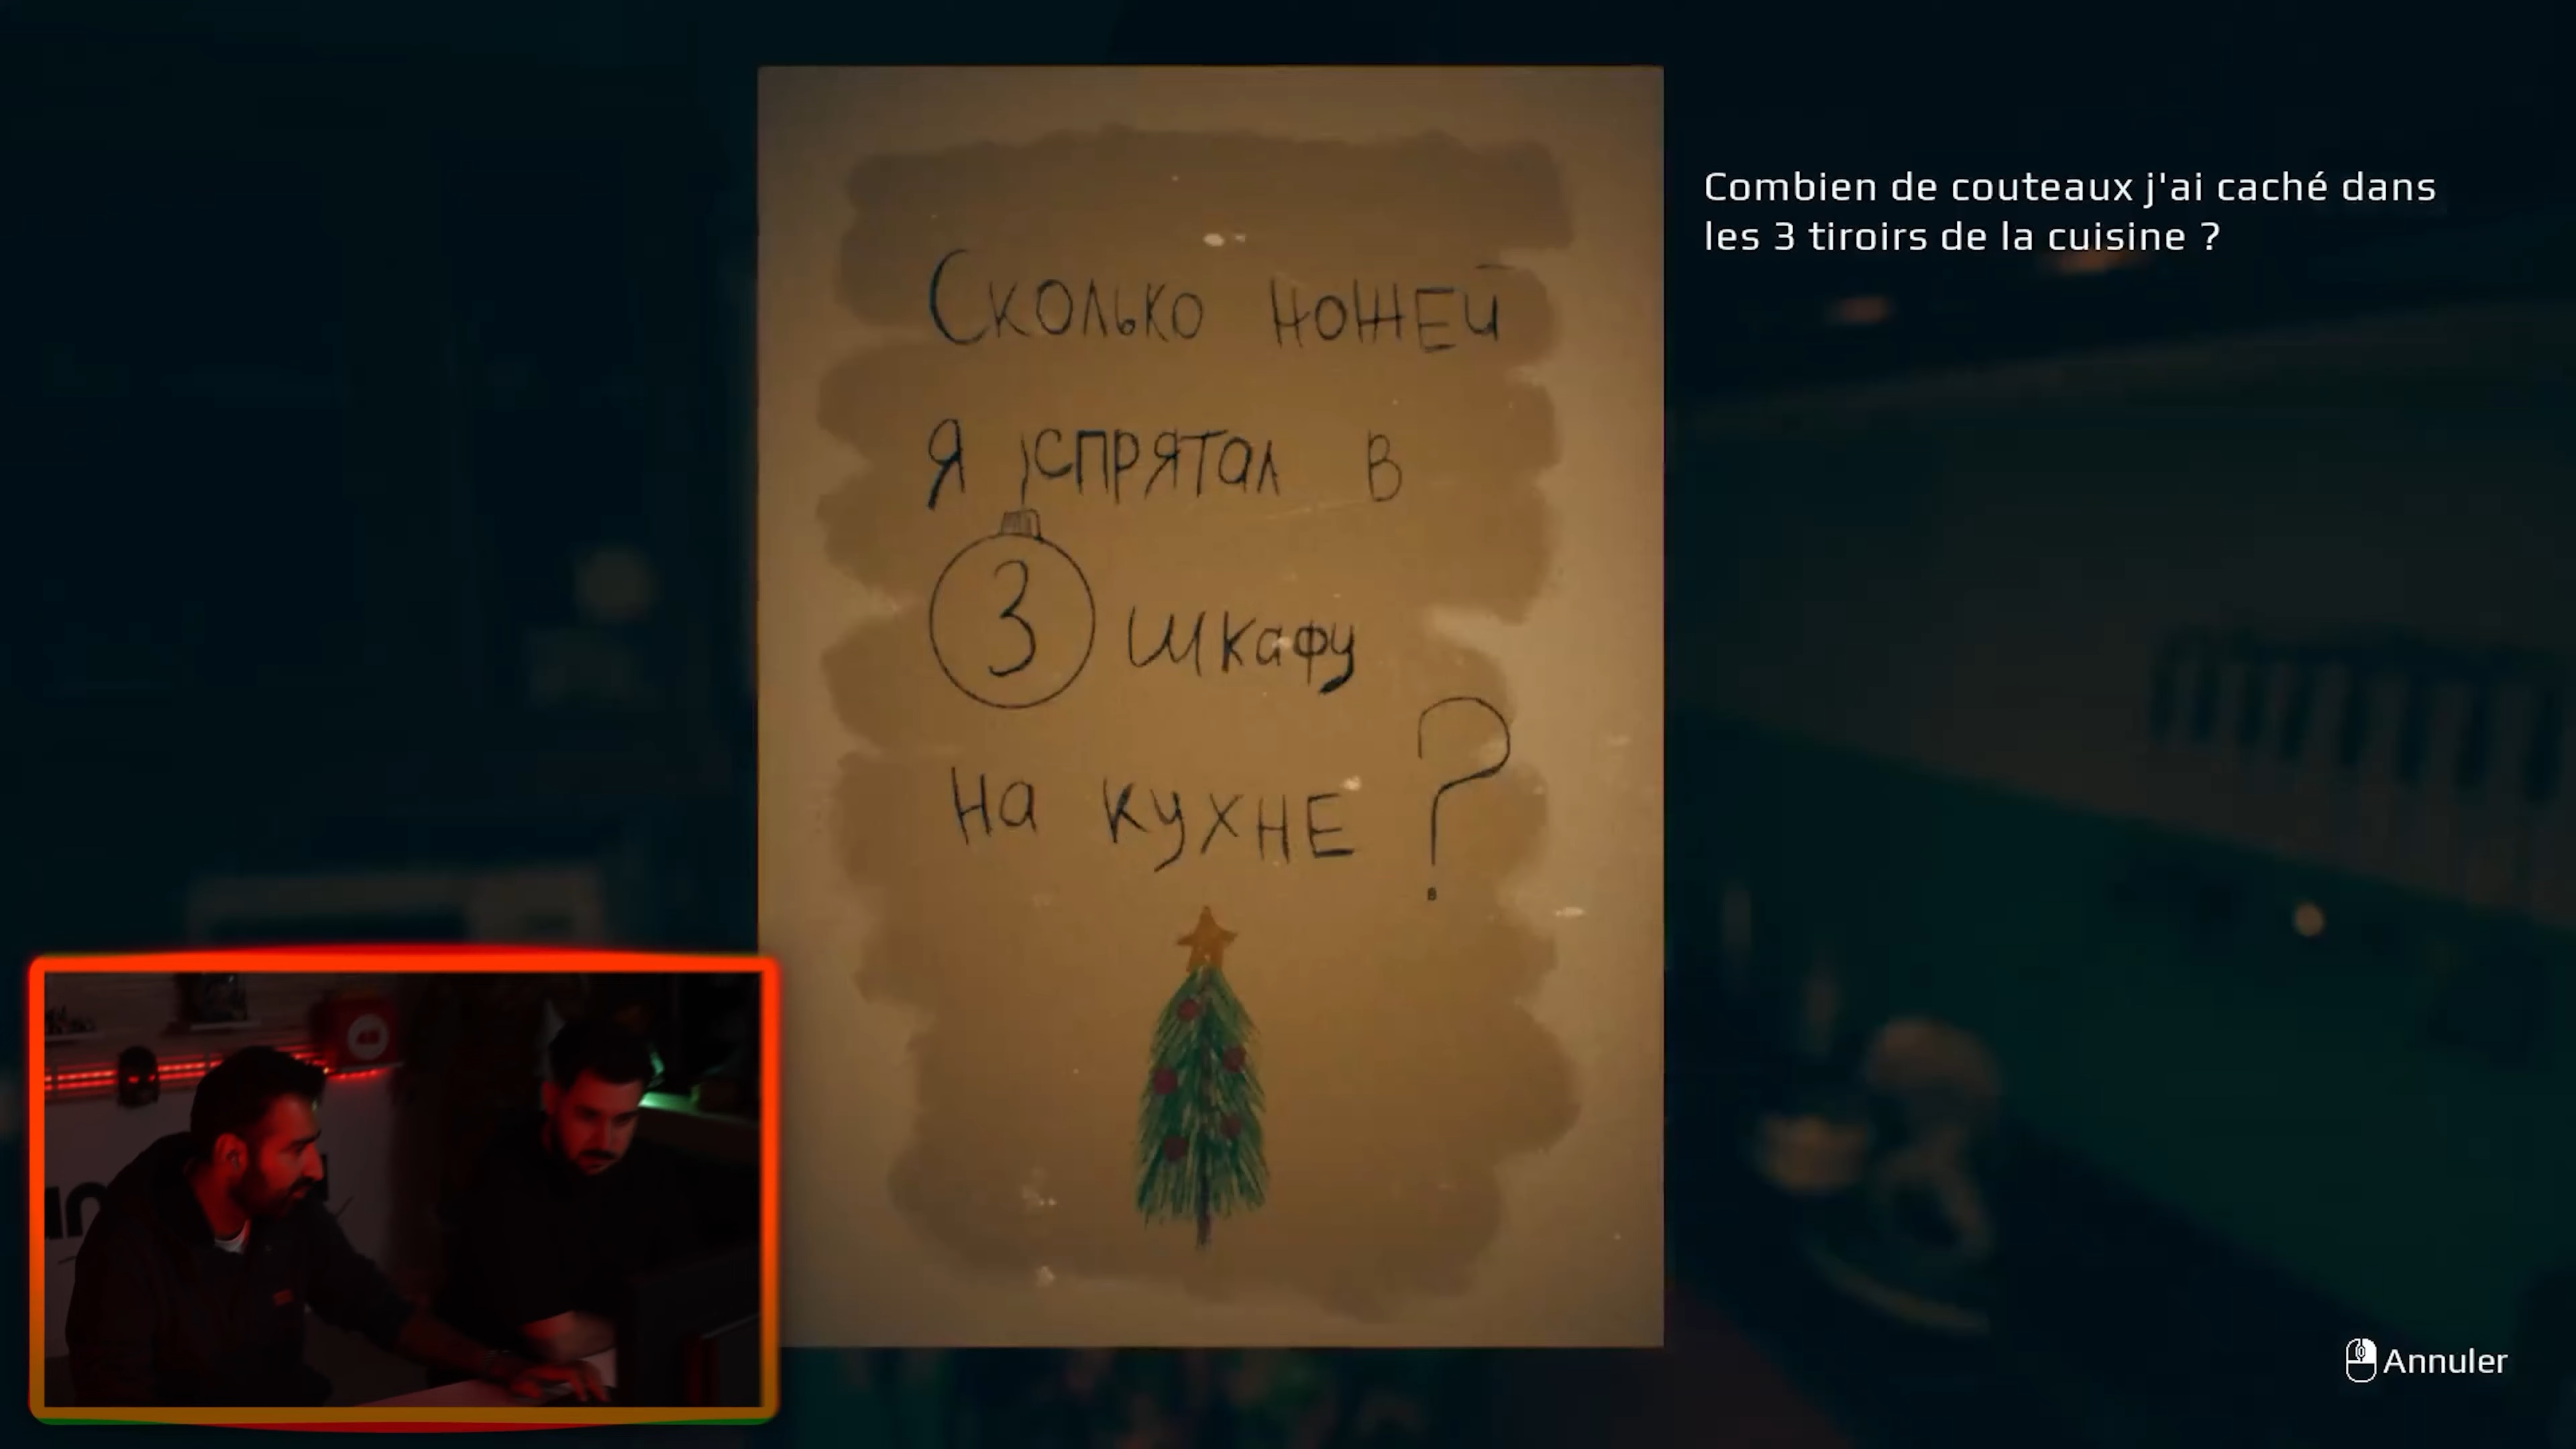 Сколько ножей
Я спрятал в
3 шкафу
на кухне?
Combien de couteaux j'ai caché dans
les 3 tiroirs de la cuisine ?
Annuler